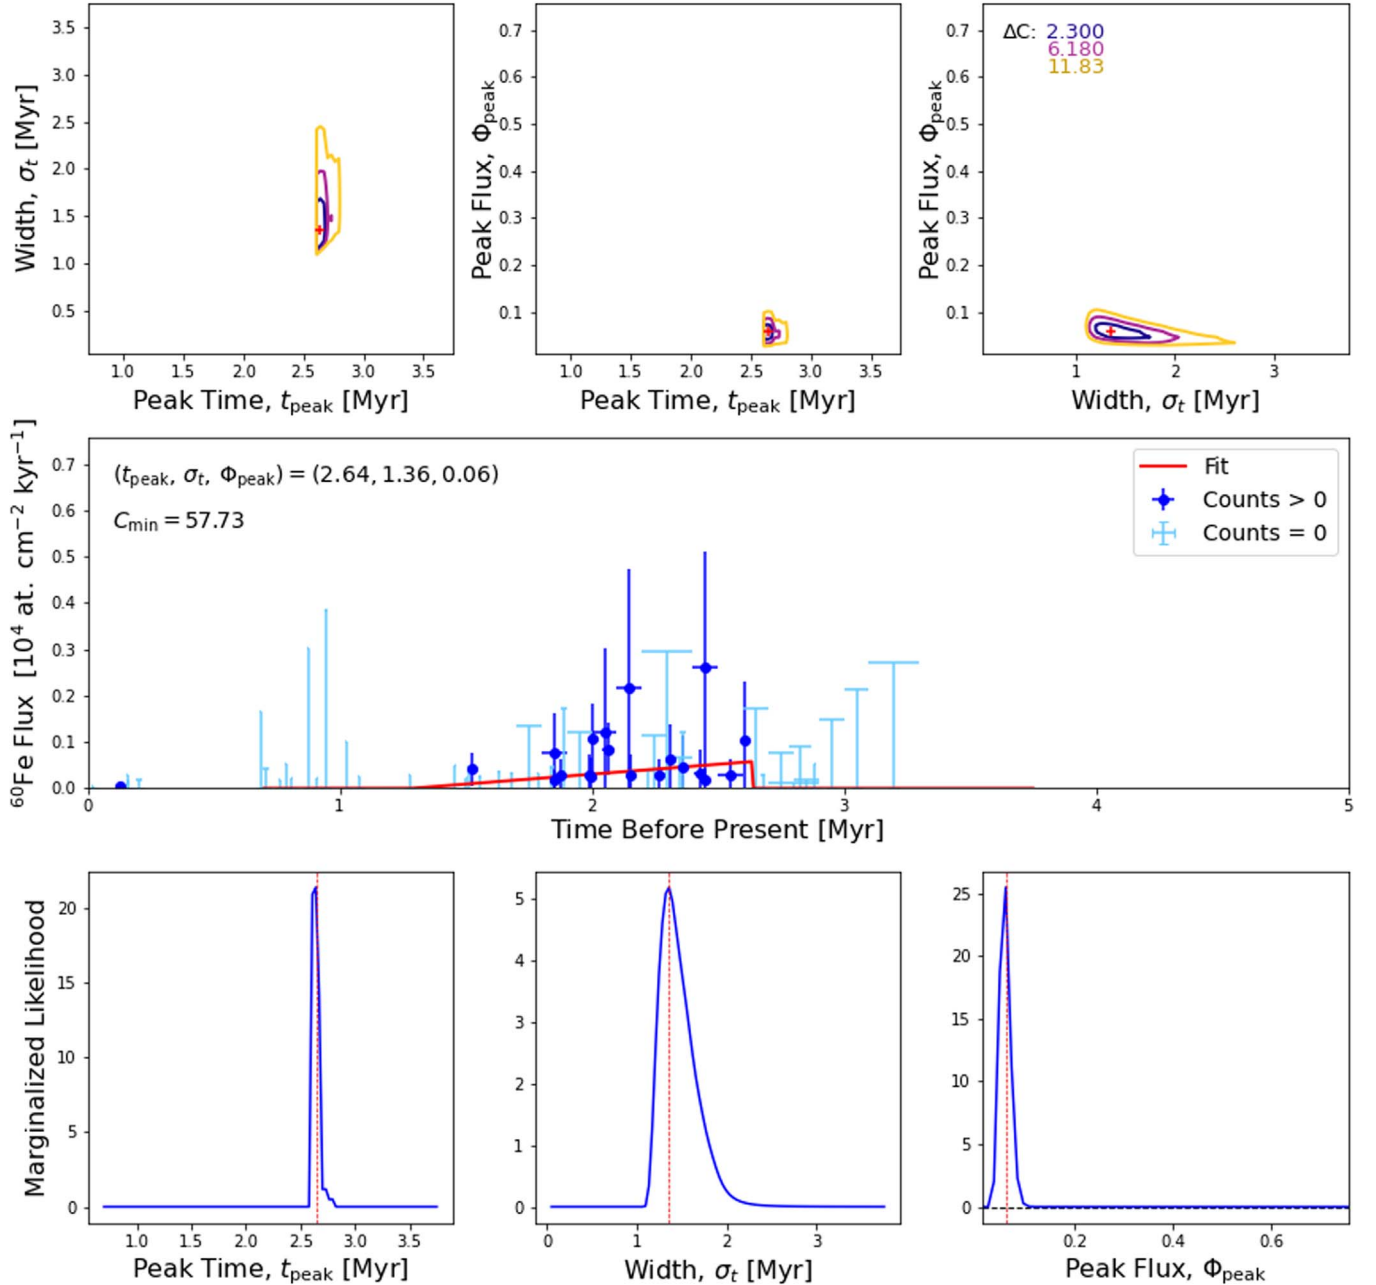 3.5
3.0
2.5
2.0
1.5
1.0
0.5
Width, σₜ [Myr]
1.0 1.5 2.0 2.5 3.0 3.5
Peak Time, t_peak [Myr]
0.7
0.6
0.5
0.4
0.3
0.2
0.1
Peak Flux, Φ_peak
1.0 1.5 2.0 2.5 3.0 3.5
Peak Time, t_peak [Myr]
ΔC: 2.300
6.180
11.83
0.7
0.6
0.5
0.4
0.3
0.2
0.1
Peak Flux, Φ_peak
1 2 3
Width, σₜ [Myr]
⁶⁰Fe Flux [10⁴ at. cm⁻² kyr⁻¹]
0.7
0.6
0.5
0.4
0.3
0.2
0.1
0.0
(t_peak, σₜ, Φ_peak) = (2.64, 1.36, 0.06)
C_min = 57.73
Fit
Counts > 0
Counts = 0
0 1 2 3 4 5
Time Before Present [Myr]
Marginalized Likelihood
20
15
10
5
0
1.0 1.5 2.0 2.5 3.0 3.5
Peak Time, t_peak [Myr]
5
4
3
2
1
0
0 1 2 3
Width, σₜ [Myr]
25
20
15
10
5
0
0.2 0.4 0.6
Peak Flux, Φ_peak